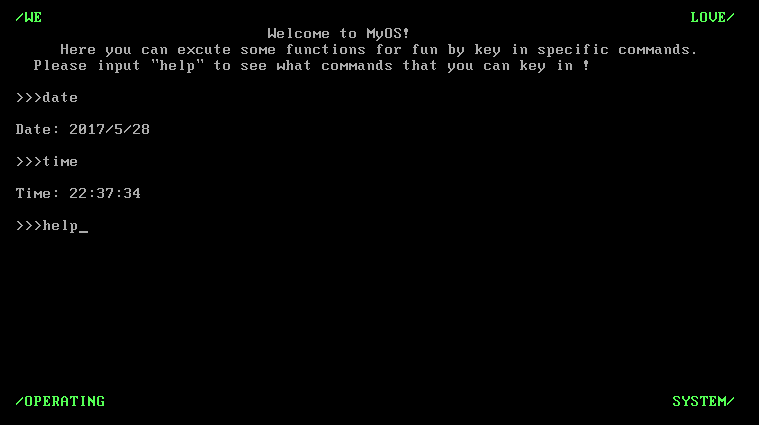 /WE LOVE/
Welcome to MyOS!
Here you can excute some functions for fun by key in specific commands.
Please input "help" to see what commands that you can key in !
>>>date
Date: 2017/5/28
>>>time
Time: 22:37:34
>>>help_
/OPERATING SYSTEM/